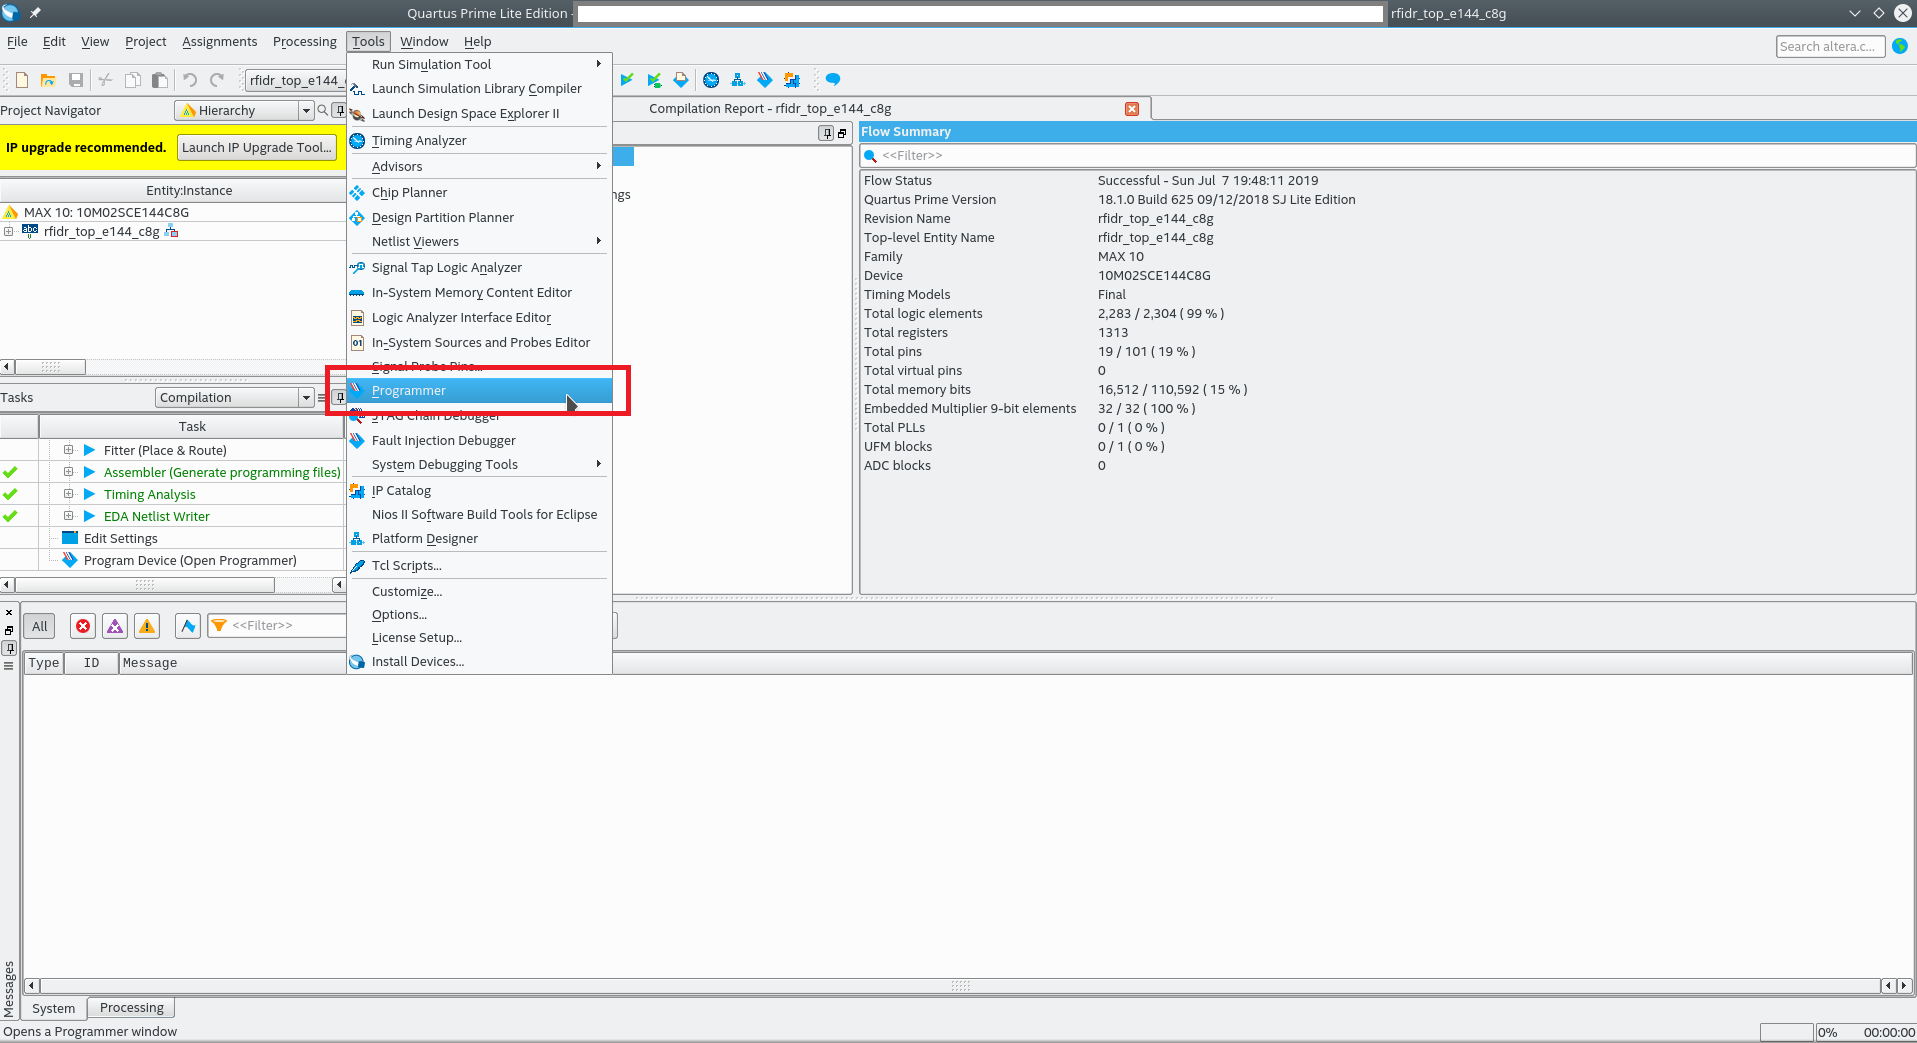 Quartus Prime Lite Edition - rfidr_top_e144_c8g
File Edit View Project Assignments Processing Tools Window Help
Search altera.c...
rfidr_top_e144_
Project Navigator Hierarchy
IP upgrade recommended. Launch IP Upgrade Tool...
Entity:Instance
MAX 10: 10M02SCE144C8G
abc rfidr_top_e144_c8g
Tasks Compilation
Task
Fitter (Place & Route)
Assembler (Generate programming files)
Timing Analysis
EDA Netlist Writer
Edit Settings
Program Device (Open Programmer)
Run Simulation Tool
Launch Simulation Library Compiler
Launch Design Space Explorer II
Timing Analyzer
Advisors
Chip Planner
Design Partition Planner
Netlist Viewers
Signal Tap Logic Analyzer
In-System Memory Content Editor
Logic Analyzer Interface Editor
In-System Sources and Probes Editor
Signal Probe Pins...
Programmer
JTAG Chain Debugger
Fault Injection Debugger
System Debugging Tools
IP Catalog
Nios II Software Build Tools for Eclipse
Platform Designer
Tcl Scripts...
Customize...
Options...
License Setup...
Install Devices...
Compilation Report - rfidr_top_e144_c8g
ngs
Flow Summary
<<Filter>>
Flow Status Successful - Sun Jul 7 19:48:11 2019
Quartus Prime Version 18.1.0 Build 625 09/12/2018 SJ Lite Edition
Revision Name rfidr_top_e144_c8g
Top-level Entity Name rfidr_top_e144_c8g
Family MAX 10
Device 10M02SCE144C8G
Timing Models Final
Total logic elements 2,283 / 2,304 ( 99 % )
Total registers 1313
Total pins 19 / 101 ( 19 % )
Total virtual pins 0
Total memory bits 16,512 / 110,592 ( 15 % )
Embedded Multiplier 9-bit elements 32 / 32 ( 100 % )
Total PLLs 0 / 1 ( 0 % )
UFM blocks 0 / 1 ( 0 % )
ADC blocks 0
All <<Filter>>
Type ID Message
Messages
System Processing
Opens a Programmer window
0% 00:00:00